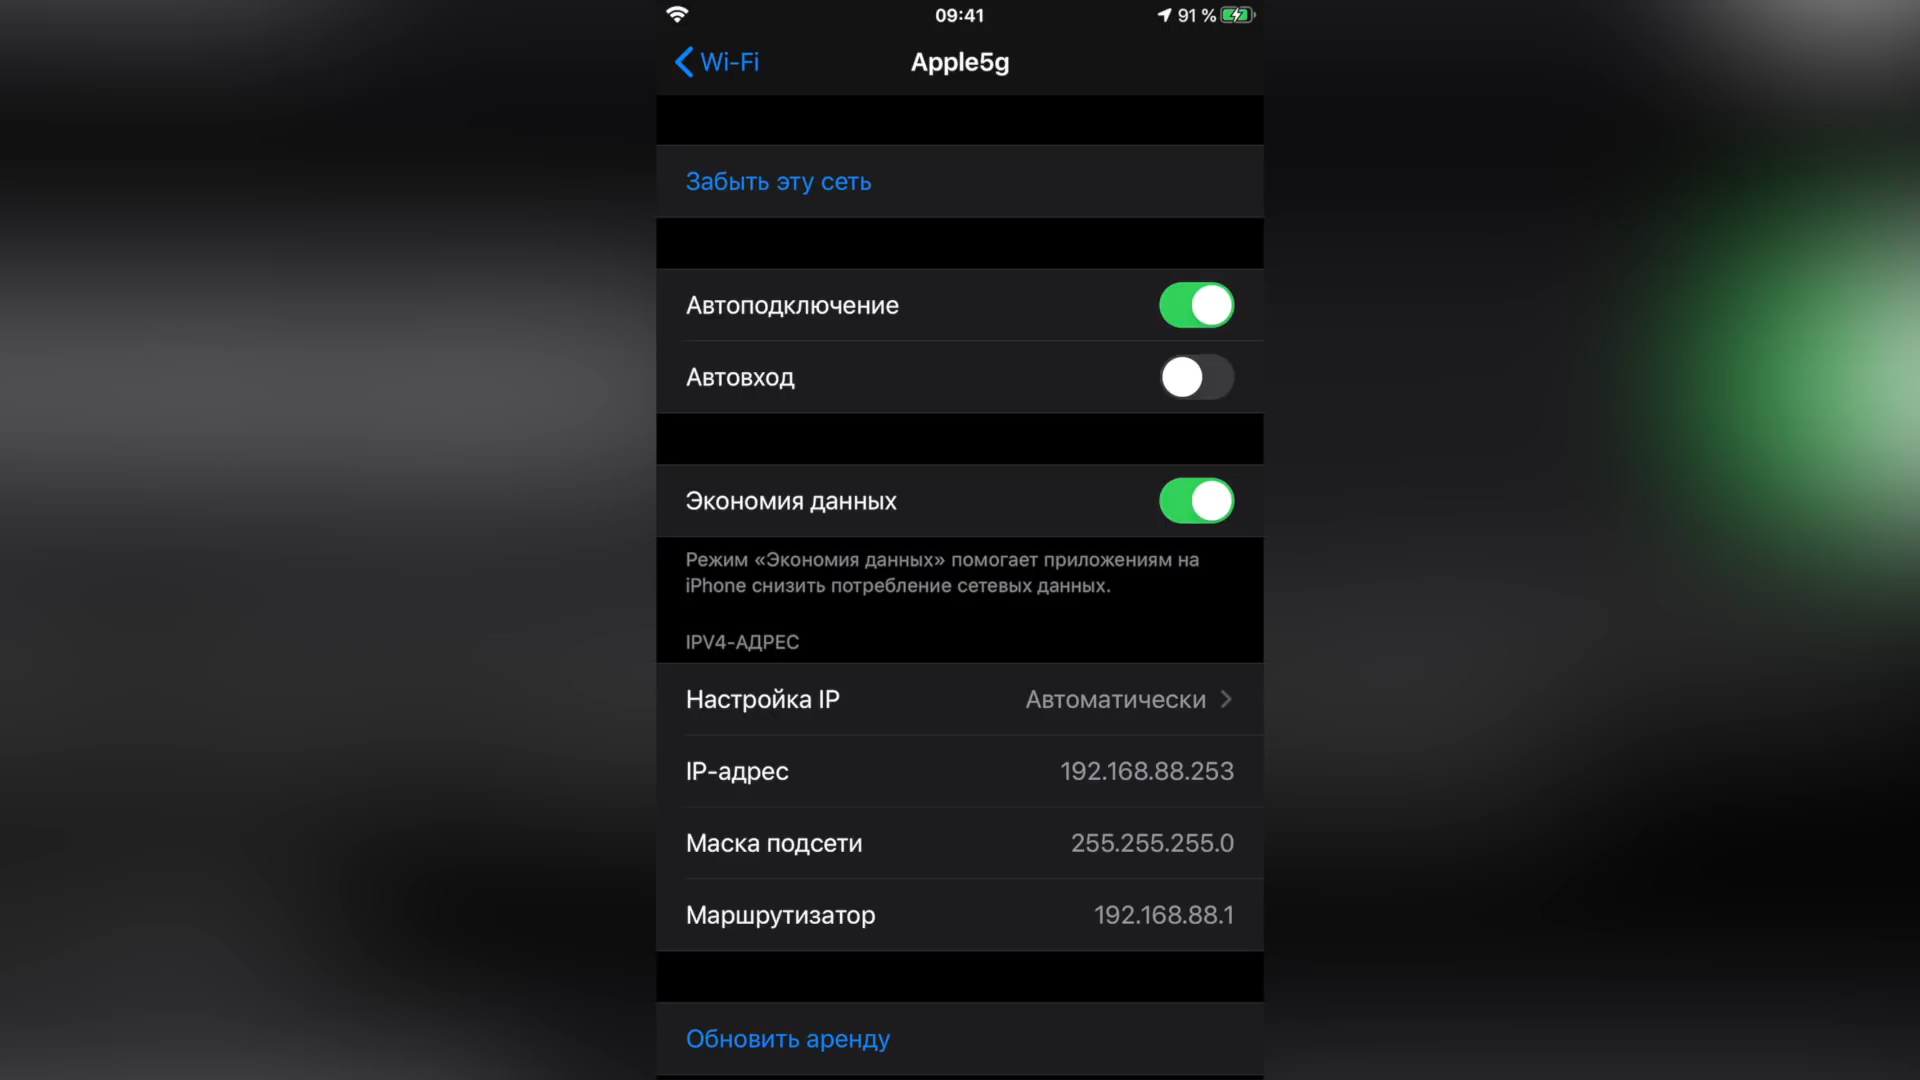 09:41
91 %
Wi-Fi
Apple5g
Забыть эту сеть
Автоподключение
Автовход
Экономия данных
Режим «Экономия данных» помогает приложениям на
iPhone снизить потребление сетевых данных.
IPV4-АДРЕС
Настройка IP Автоматически
IP-адрес 192.168.88.253
Маска подсети 255.255.255.0
Маршрутизатор 192.168.88.1
Обновить аренду